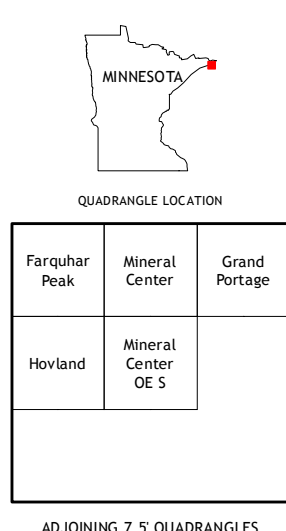 MINNESOTA
QUADRANGLE LOCATION
Farquhar
Peak
Mineral
Center
Grand
Portage
Hovland
Mineral
Center
OE S
ADJOINING 7.5' QUADRANGLES